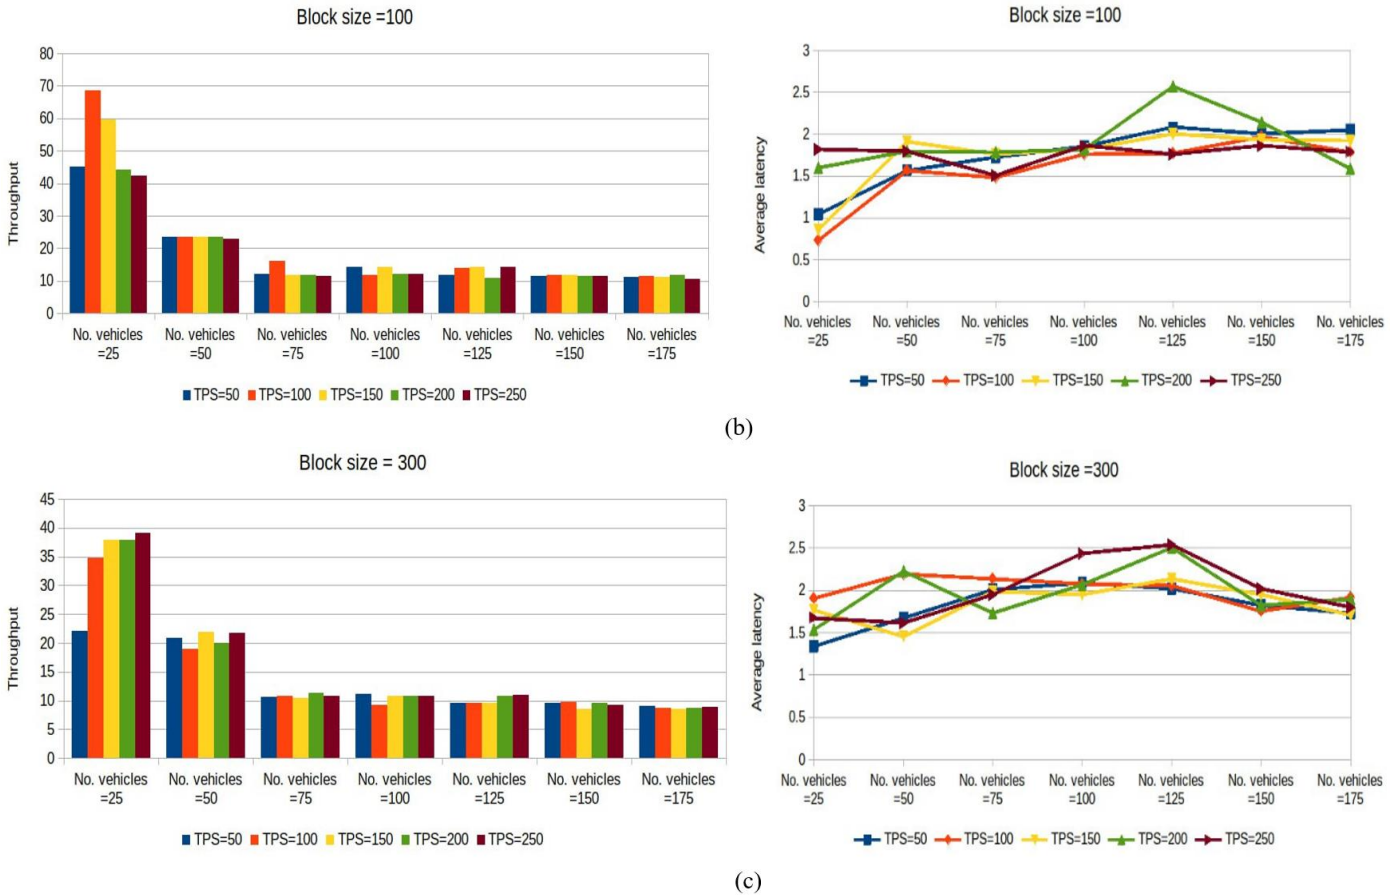 Block size =100
80
70
60
50
40
30
20
10
0
Throughput
No. vehicles =25
No. vehicles =50
No. vehicles =75
No. vehicles =100
No. vehicles =125
No. vehicles =150
No. vehicles =175
TPS=50 TPS=100 TPS=150 TPS=200 TPS=250
Block size =100
3
2.5
2
1.5
1
0.5
0
Average latency
No. vehicles =25
No. vehicles =50
No. vehicles =75
No. vehicles =100
No. vehicles =125
No. vehicles =150
No. vehicles =175
TPS=50 TPS=100 TPS=150 TPS=200 TPS=250
(b)
Block size = 300
45
40
35
30
25
20
15
10
5
0
Throughput
No. vehicles =25
No. vehicles =50
No. vehicles =75
No. vehicles =100
No. vehicles =125
No. vehicles =150
No. vehicles =175
TPS=50 TPS=100 TPS=150 TPS=200 TPS=250
Block size =300
3
2.5
2
1.5
1
0.5
0
Average latency
No. vehicles =25
No. vehicles =50
No. vehicles =75
No. vehicles =100
No. vehicles =125
No. vehicles =150
No. vehicles =175
TPS=50 TPS=100 TPS=150 TPS=200 TPS=250
(c)